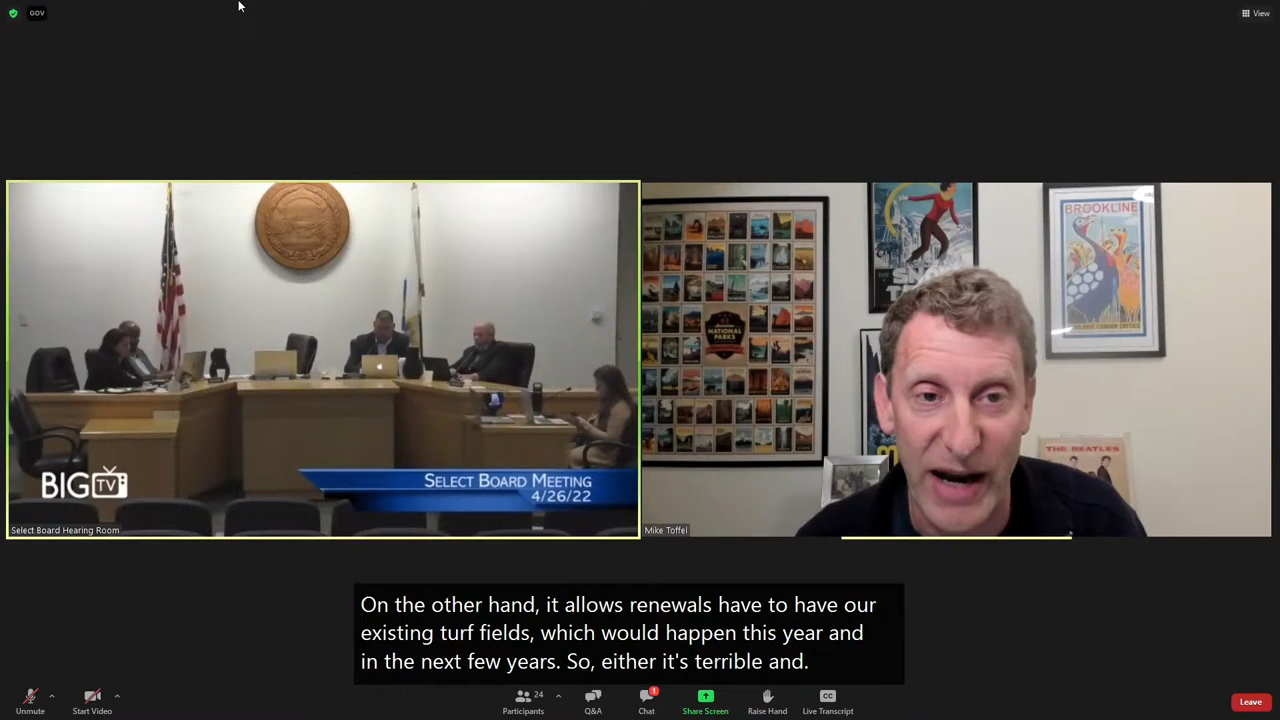 GOV
View
BROOKLINE
NATIONAL
PARKS
THE BEATLES
BIG TV
SELECT BOARD MEETING
4/26/22
Select Board Hearing Room
Mike Toffel
On the other hand, it allows renewals have to have our
existing turf fields, which would happen this year and
in the next few years. So, either it's terrible and.
24
1
CC
Unmute
Start Video
Participants
Q&A
Chat
Share Screen
Raise Hand
Live Transcript
Leave